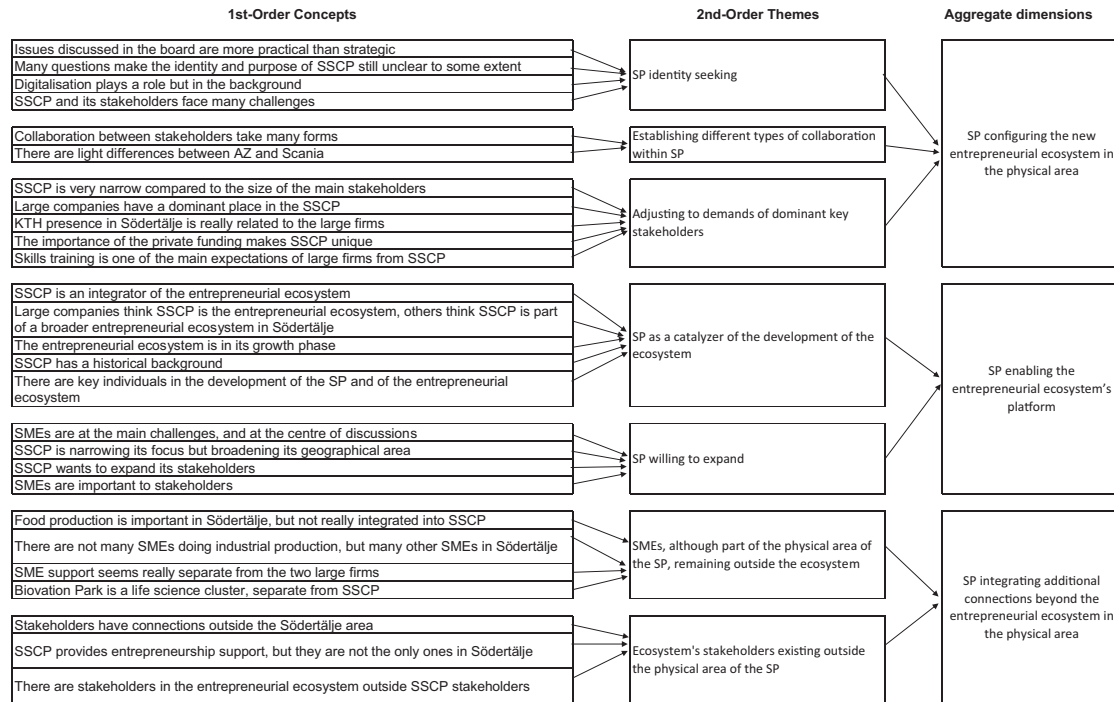 1st-Order Concepts
2nd-Order Themes
Aggregate dimensions
Issues discussed in the board are more practical than strategic
Many questions make the identity and purpose of SSCP still unclear to some extent
Digitalisation plays a role but in the background
SSCP and its stakeholders face many challenges
SP identity seeking
Collaboration between stakeholders take many forms
There are light differences between AZ and Scania
Establishing different types of collaboration
within SP
SSCP is very narrow compared to the size of the main stakeholders
Large companies have a dominant place in the SSCP
KTH presence in Södertälje is really related to the large firms
The importance of the private funding makes SSCP unique
Skills training is one of the main expectations of large firms from SSCP
Adjusting to demands of dominant key
stakeholders
SP configuring the new
entrepreneurial ecosystem in
the physical area
SSCP is an integrator of the entrepreneurial ecosystem
Large companies think SSCP is the entrepreneurial ecosystem, others think SSCP is part
of a broader entrepreneurial ecosystem in Södertälje
The entrepreneurial ecosystem is in its growth phase
SSCP has a historical background
There are key individuals in the development of the SP and of the entrepreneurial
ecosystem
SP as a catalyzer of the development of the
ecosystem
SMEs are at the main challenges, and at the centre of discussions
SSCP is narrowing its focus but broadening its geographical area
SSCP wants to expand its stakeholders
SMEs are important to stakeholders
SP willing to expand
SP enabling the
entrepreneurial ecosystem's
platform
Food production is important in Södertälje, but not really integrated into SSCP
There are not many SMEs doing industrial production, but many other SMEs in Södertälje
SME support seems really separate from the two large firms
Biovation Park is a life science cluster, separate from SSCP
SMEs, although part of the physical area of
the SP, remaining outside the ecosystem
Stakeholders have connections outside the Södertälje area
SSCP provides entrepreneurship support, but they are not the only ones in Södertälje
There are stakeholders in the entrepreneurial ecosystem outside SSCP stakeholders
Ecosystem's stakeholders existing outside
the physical area of the SP
SP integrating additional
connections beyond the
entrepreneurial ecosystem in
the physical area